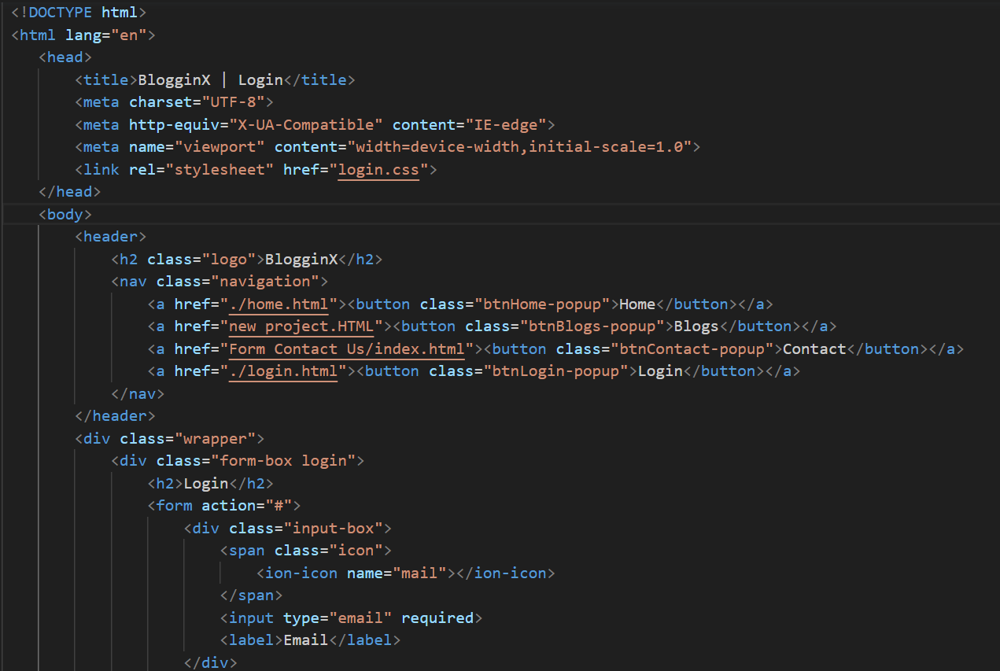 <!DOCTYPE html>
<html lang="en">
<head>
<title>BlogginX | Login</title>
<meta charset="UTF-8">
<meta http-equiv="X-UA-Compatible" content="IE-edge">
<meta name="viewport" content="width=device-width,initial-scale=1.0">
<link rel="stylesheet" href="login.css">
</head>
<body>
<header>
<h2 class="logo">BlogginX</h2>
<nav class="navigation">
<a href="./home.html"><button class="btnHome-popup">Home</button></a>
<a href="new project.HTML"><button class="btnBlogs-popup">Blogs</button></a>
<a href="Form Contact Us/index.html"><button class="btnContact-popup">Contact</button></a>
<a href="./login.html"><button class="btnLogin-popup">Login</button></a>
</nav>
</header>
<div class="wrapper">
<div class="form-box login">
<h2>Login</h2>
<form action="#">
<div class="input-box">
<span class="icon">
<ion-icon name="mail"></ion-icon>
</span>
<input type="email" required>
<label>Email</label>
</div>